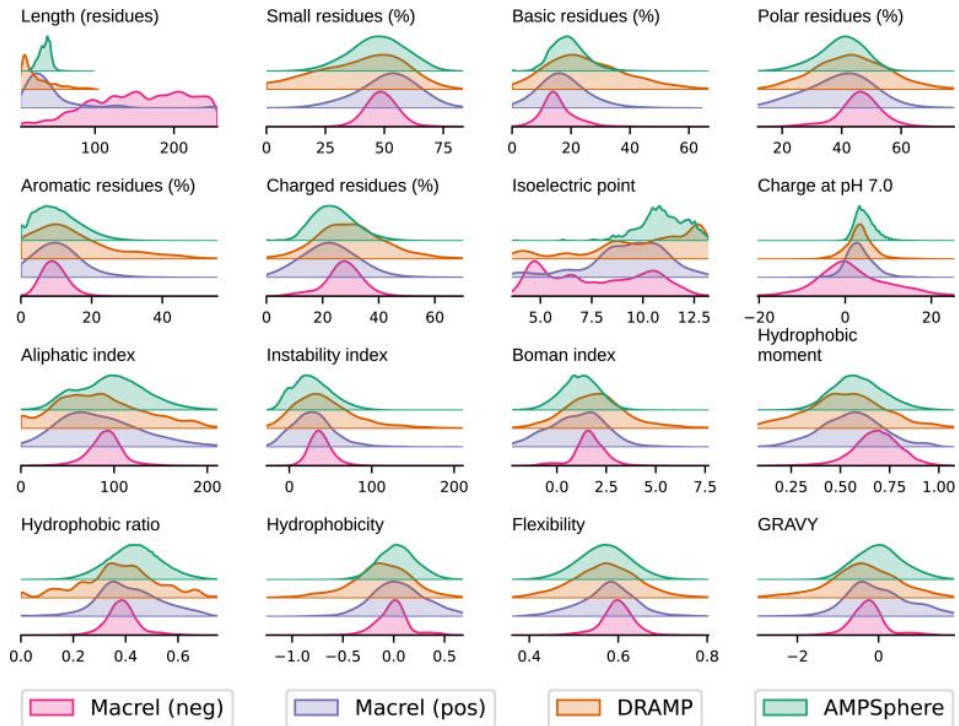 Length (residues) Small residues (%) Basic residues (%) Polar residues (%)
100 200 0 25 50 75 0 20 40 60 20 40 60
Aromatic residues (%) Charged residues (%) Isoelectric point Charge at pH 7.0
0 20 40 0 20 40 60 5.0 7.5 10.0 12.5 −20 0 20
Aliphatic index Instability index Boman index Hydrophobic
moment
0 100 200 0 100 200 0.0 2.5 5.0 7.5 0.25 0.50 0.75 1.00
Hydrophobic ratio Hydrophobicity Flexibility GRAVY
0.0 0.2 0.4 0.6 −1.0 −0.5 0.0 0.5 0.4 0.6 0.8 −2 0
Macrel (neg) Macrel (pos) DRAMP AMPSphere